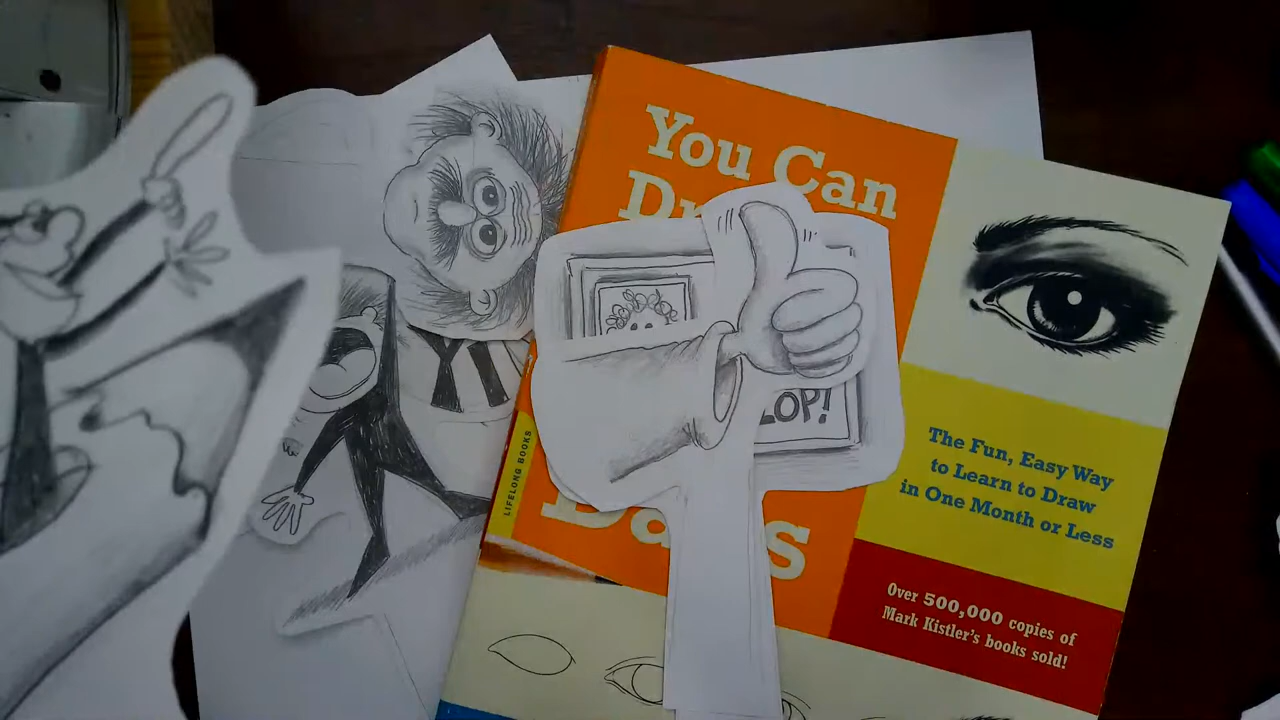 You Can
LOP!
LIFELONG BOOKS
The Fun, Easy Way
to Learn to Draw
in One Month or Less
Over 500,000 copies of
Mark Kistler's books sold!